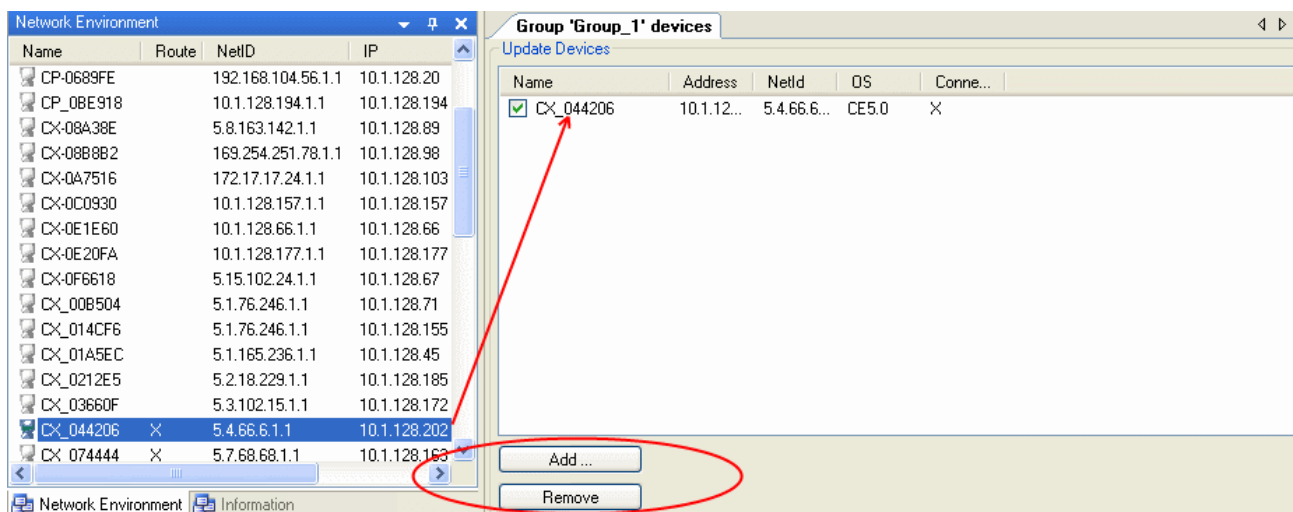 Network Environment
Name Route NetID IP
CP-0689FE 192.168.104.56.1.1 10.1.128.20
CP_0BE918 10.1.128.194.1.1 10.1.128.194
CX-08A38E 5.8.163.142.1.1 10.1.128.89
CX-08B8B2 169.254.251.78.1.1 10.1.128.98
CX-0A7516 172.17.17.24.1.1 10.1.128.103
CX-0C0930 10.1.128.157.1.1 10.1.128.157
CX-0E1E60 10.1.128.66.1.1 10.1.128.66
CX-0E20FA 10.1.128.177.1.1 10.1.128.177
CX-0F6618 5.15.102.24.1.1 10.1.128.67
CX_00B504 5.1.76.246.1.1 10.1.128.71
CX_014CF6 5.1.76.246.1.1 10.1.128.155
CX_01A5EC 5.1.165.236.1.1 10.1.128.45
CX_0212E5 5.2.18.229.1.1 10.1.128.185
CX_03660F 5.3.102.15.1.1 10.1.128.172
CX_044206 X 5.4.66.6.1.1 10.1.128.202
CX_074444 X 5.7.68.68.1.1 10.1.128.163
Network Environment Information
Group 'Group_1' devices
Update Devices
Name Address NetId OS Conne...
CX_044206 10.1.12... 5.4.66.6... CE5.0 X
Add ...
Remove